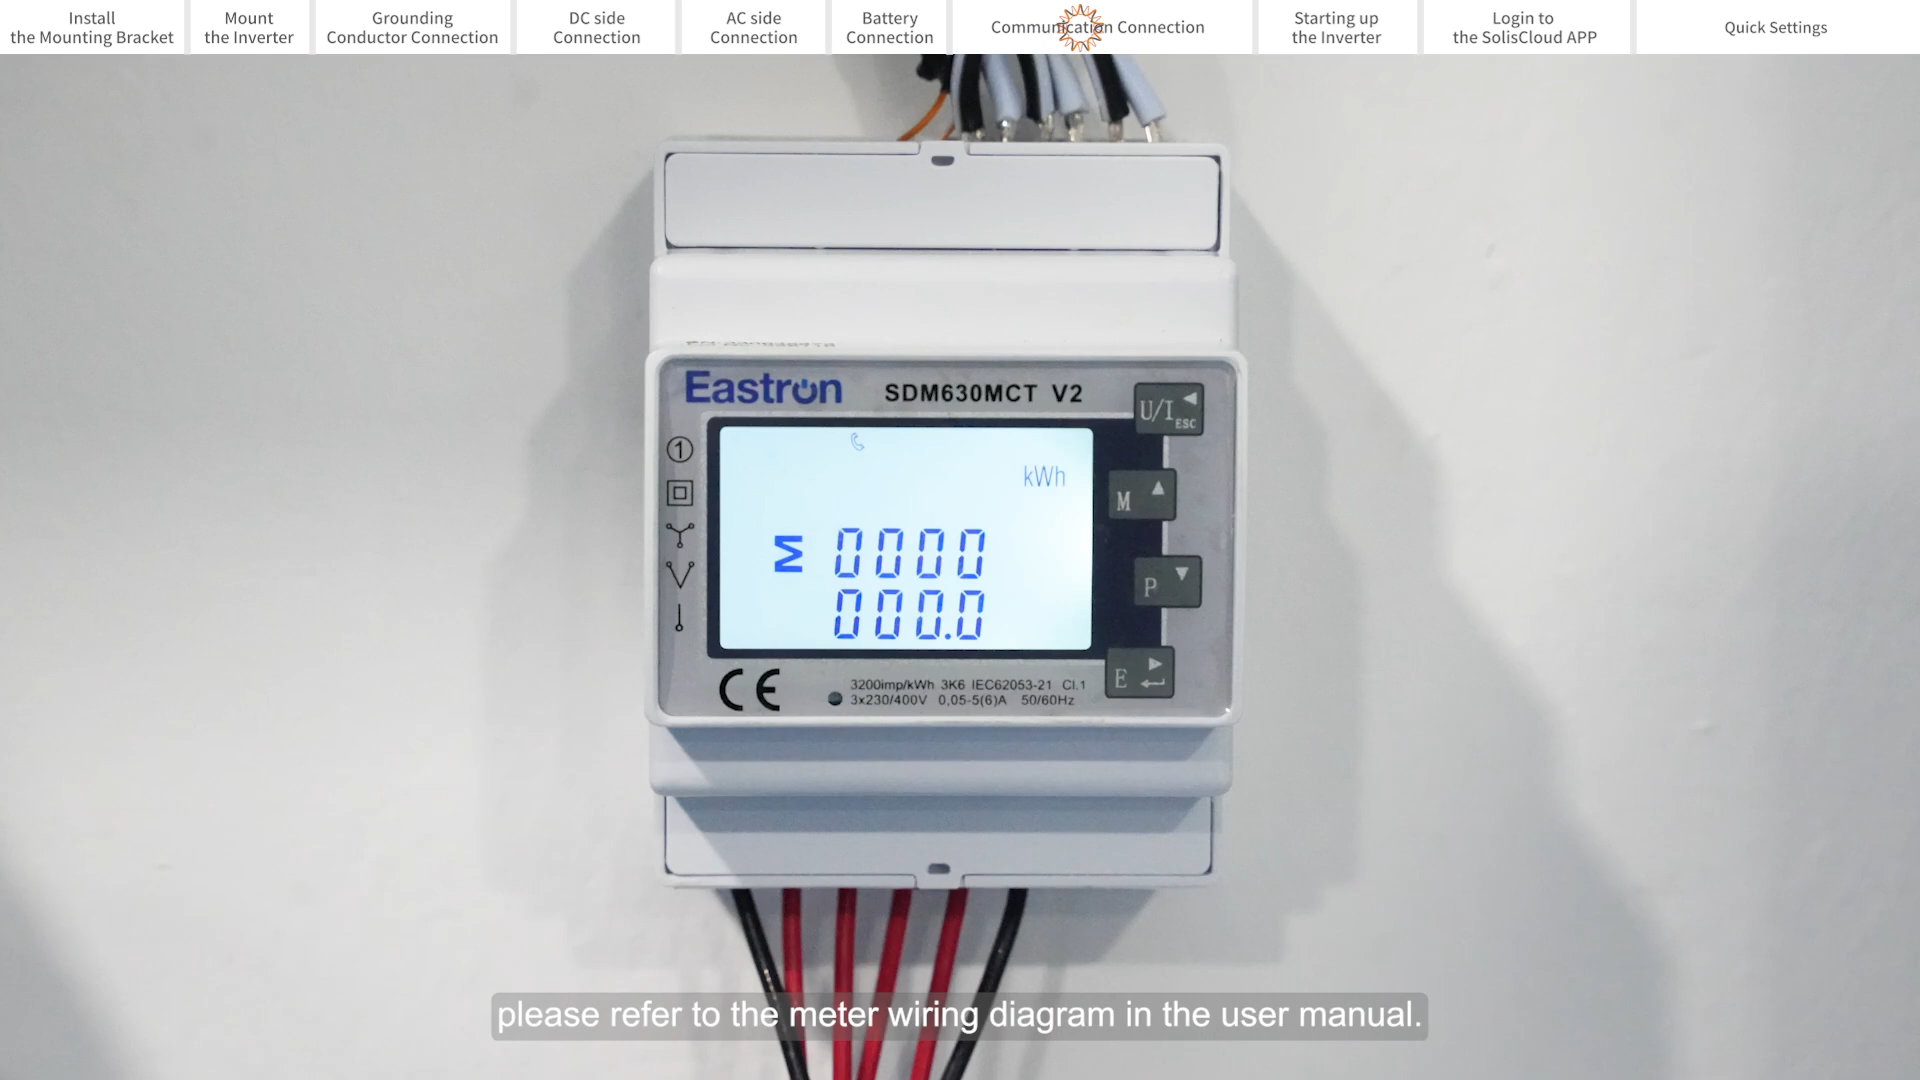 Install
the Mounting Bracket
Mount
the Inverter
Grounding
Conductor Connection
DC side
Connection
AC side
Connection
Battery
Connection
Communication Connection
Starting up
the Inverter
Login to
the SolisCloud APP
Quick Settings
Eastron
SDM630MCT V2
U/I
ESC
kWh
M
Σ 0000
000.0
P
E
CE
3200imp/kWh 3K6 IEC62053-21 Cl.1
3x230/400V 0,05-5(6)A 50/60Hz
please refer to the meter wiring diagram in the user manual.